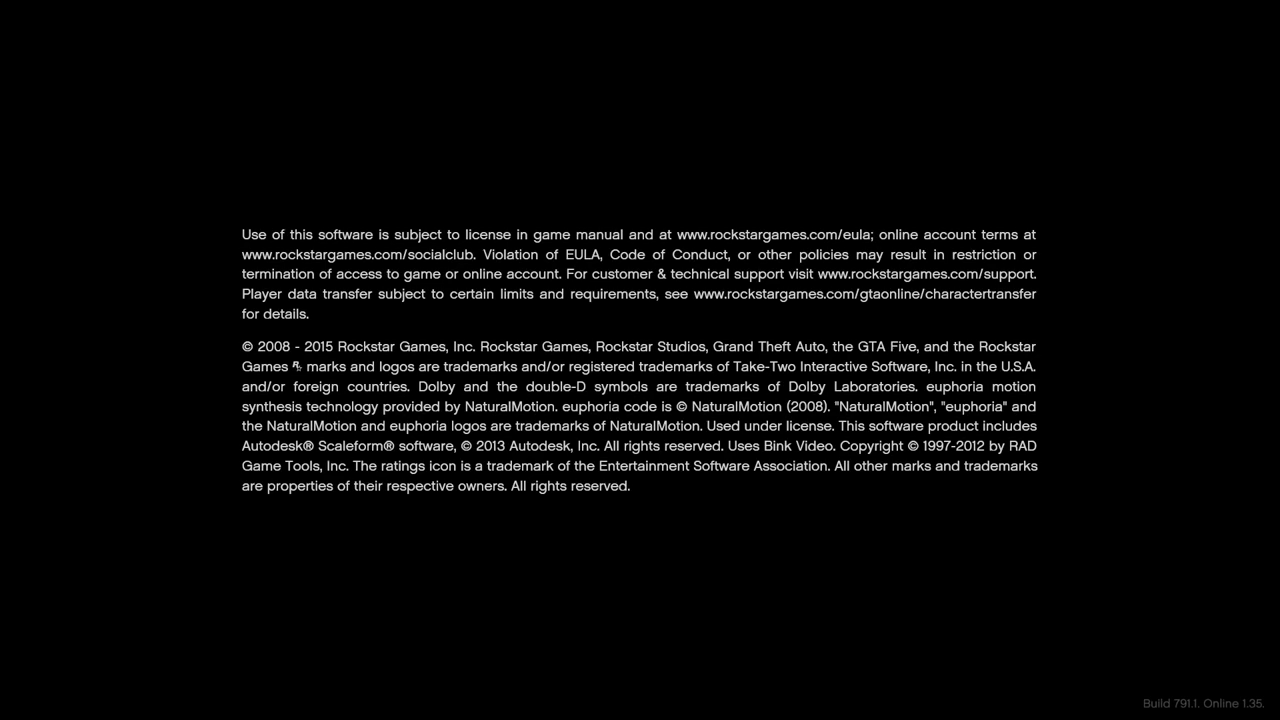 Use of this software is subject to license in game manual and at www.rockstargames.com/eula; online account terms at
www.rockstargames.com/socialclub. Violation of EULA, Code of Conduct, or other policies may result in restriction or
termination of access to game or online account. For customer & technical support visit www.rockstargames.com/support.
Player data transfer subject to certain limits and requirements, see www.rockstargames.com/gtaonline/charactertransfer
for details.
© 2008 - 2015 Rockstar Games, Inc. Rockstar Games, Rockstar Studios, Grand Theft Auto, the GTA Five, and the Rockstar
Games R* marks and logos are trademarks and/or registered trademarks of Take-Two Interactive Software, Inc. in the U.S.A.
and/or foreign countries. Dolby and the double-D symbols are trademarks of Dolby Laboratories. euphoria motion
synthesis technology provided by NaturalMotion. euphoria code is © NaturalMotion (2008). "NaturalMotion", "euphoria" and
the NaturalMotion and euphoria logos are trademarks of NaturalMotion. Used under license. This software product includes
Autodesk® Scaleform® software, © 2013 Autodesk, Inc. All rights reserved. Uses Bink Video. Copyright © 1997-2012 by RAD
Game Tools, Inc. The ratings icon is a trademark of the Entertainment Software Association. All other marks and trademarks
are properties of their respective owners. All rights reserved.
Build 791.1. Online 1.35.